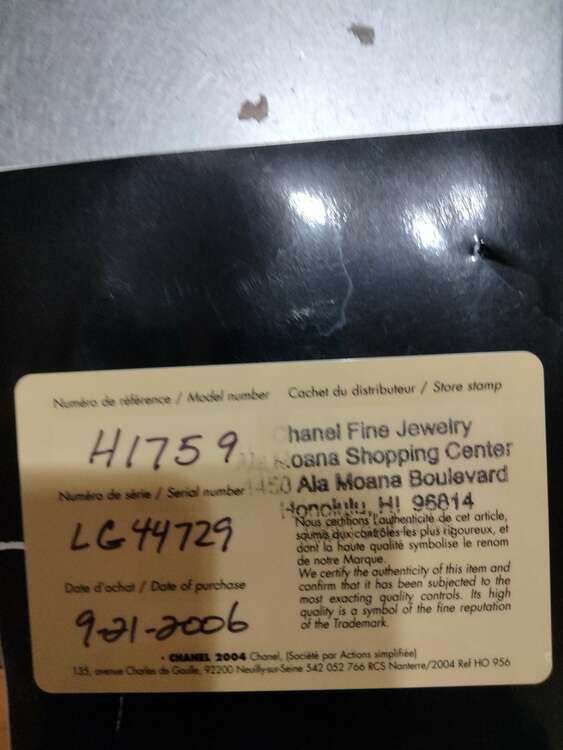 Numéro de référence / Model number
H1759
Cachet du distributeur / Store stamp
Chanel Fine Jewelry
Ala Moana Shopping Center
1450 Ala Moana Boulevard
Honolulu, HI 96814
Numéro de série / Serial number
LG44729
Nous certifions l'authenticité de cet article,
soumis aux contrôles les plus rigoureux, et
dont la haute qualité symbolise le renom
de notre Marque.
We certify the authenticity of this item and
confirm that it has been subjected to the
most exacting quality controls. Its high
quality is a symbol of the fine reputation
of the Trademark.
Date d'achat / Date of purchase
9-21-2006
• CHANEL 2004 Chanel, (Société par Actions simplifiée)
135, avenue Charles de Gaulle, 92200 Neuilly-sur-Seine 542 052 766 RCS Nanterre/2004 Ref HO 956